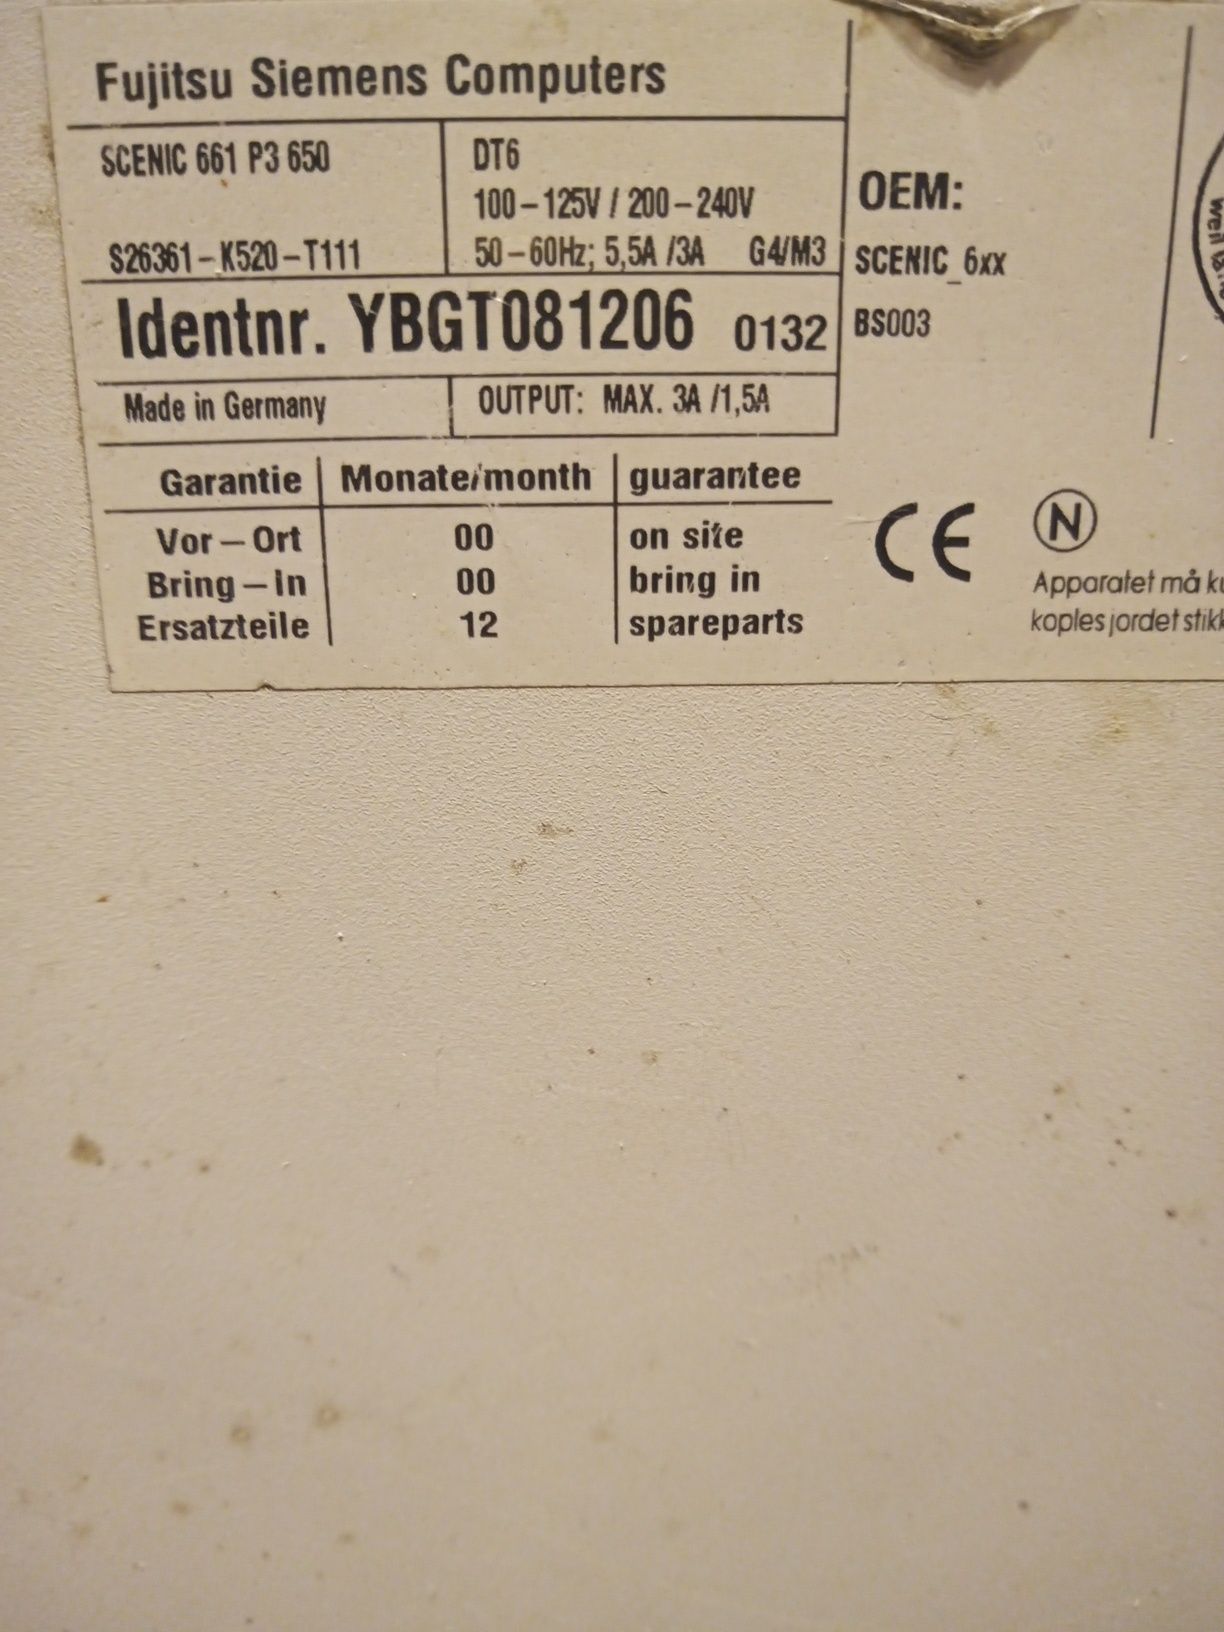 Fujitsu Siemens Computers
SCENIC 661 P3 650
S26361-K520-T111
DT6
100-125V / 200-240V
50-60Hz; 5,5A /3A G4/M3
Identnr. YBGT081206 0132
Made in Germany
OUTPUT: MAX. 3A /1,5A
OEM:
SCENIC_6xx
BS003
Garantie Monate/month guarantee
Vor-Ort 00 on site
Bring-In 00 bring in
Ersatzteile 12 spareparts
CE
N
Apparatet må
koples jordet